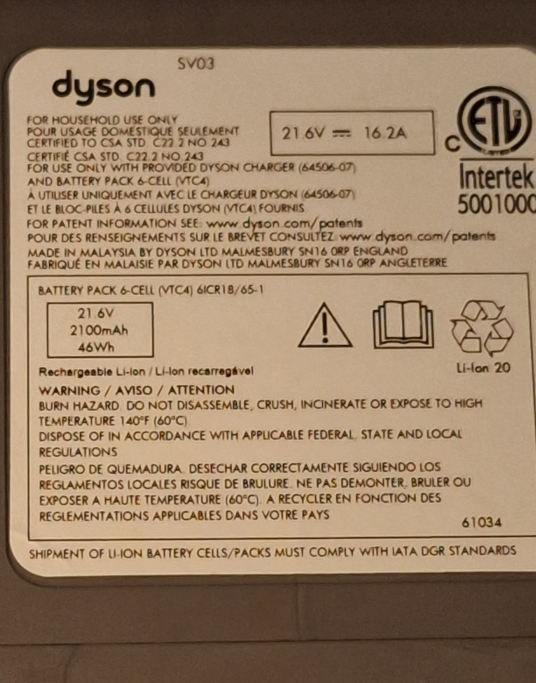 SV03
dyson
FOR HOUSEHOLD USE ONLY
POUR USAGE DOMESTIQUE SEULEMENT
CERTIFIED TO CSA STD. C22.2 NO 243
CERTIFIÉ CSA STD. C22.2 NO 243
21.6V ⎓ 16.2A
C ETL
Intertek
5001000
FOR USE ONLY WITH PROVIDED DYSON CHARGER (64506-07)
AND BATTERY PACK 6-CELL (VTC4)
À UTILISER UNIQUEMENT AVEC LE CHARGEUR DYSON (64506-07)
ET LE BLOC-PILES À 6 CELLULES DYSON (VTC4) FOURNIS
FOR PATENT INFORMATION SEE: www.dyson.com/patents
POUR DES RENSEIGNEMENTS SUR LE BREVET CONSULTEZ: www.dyson.com/patents
MADE IN MALAYSIA BY DYSON LTD MALMESBURY SN16 0RP ENGLAND
FABRIQUÉ EN MALAISIE PAR DYSON LTD MALMESBURY SN16 0RP ANGLETERRE
BATTERY PACK 6-CELL (VTC4) 6ICR18/65-1
21.6V
2100mAh
46Wh
Li-Ion 20
Rechargeable Li-Ion / Li-Ion recarregável
WARNING / AVISO / ATTENTION
BURN HAZARD. DO NOT DISASSEMBLE, CRUSH, INCINERATE OR EXPOSE TO HIGH
TEMPERATURE 140°F (60°C)
DISPOSE OF IN ACCORDANCE WITH APPLICABLE FEDERAL, STATE AND LOCAL
REGULATIONS
PELIGRO DE QUEMADURA. DESECHAR CORRECTAMENTE SIGUIENDO LOS
REGLAMENTOS LOCALES RISQUE DE BRULURE. NE PAS DEMONTER, BRULER OU
EXPOSER A HAUTE TEMPERATURE (60°C). A RECYCLER EN FONCTION DES
REGLEMENTATIONS APPLICABLES DANS VOTRE PAYS
61034
SHIPMENT OF LI-ION BATTERY CELLS/PACKS MUST COMPLY WITH IATA DGR STANDARDS